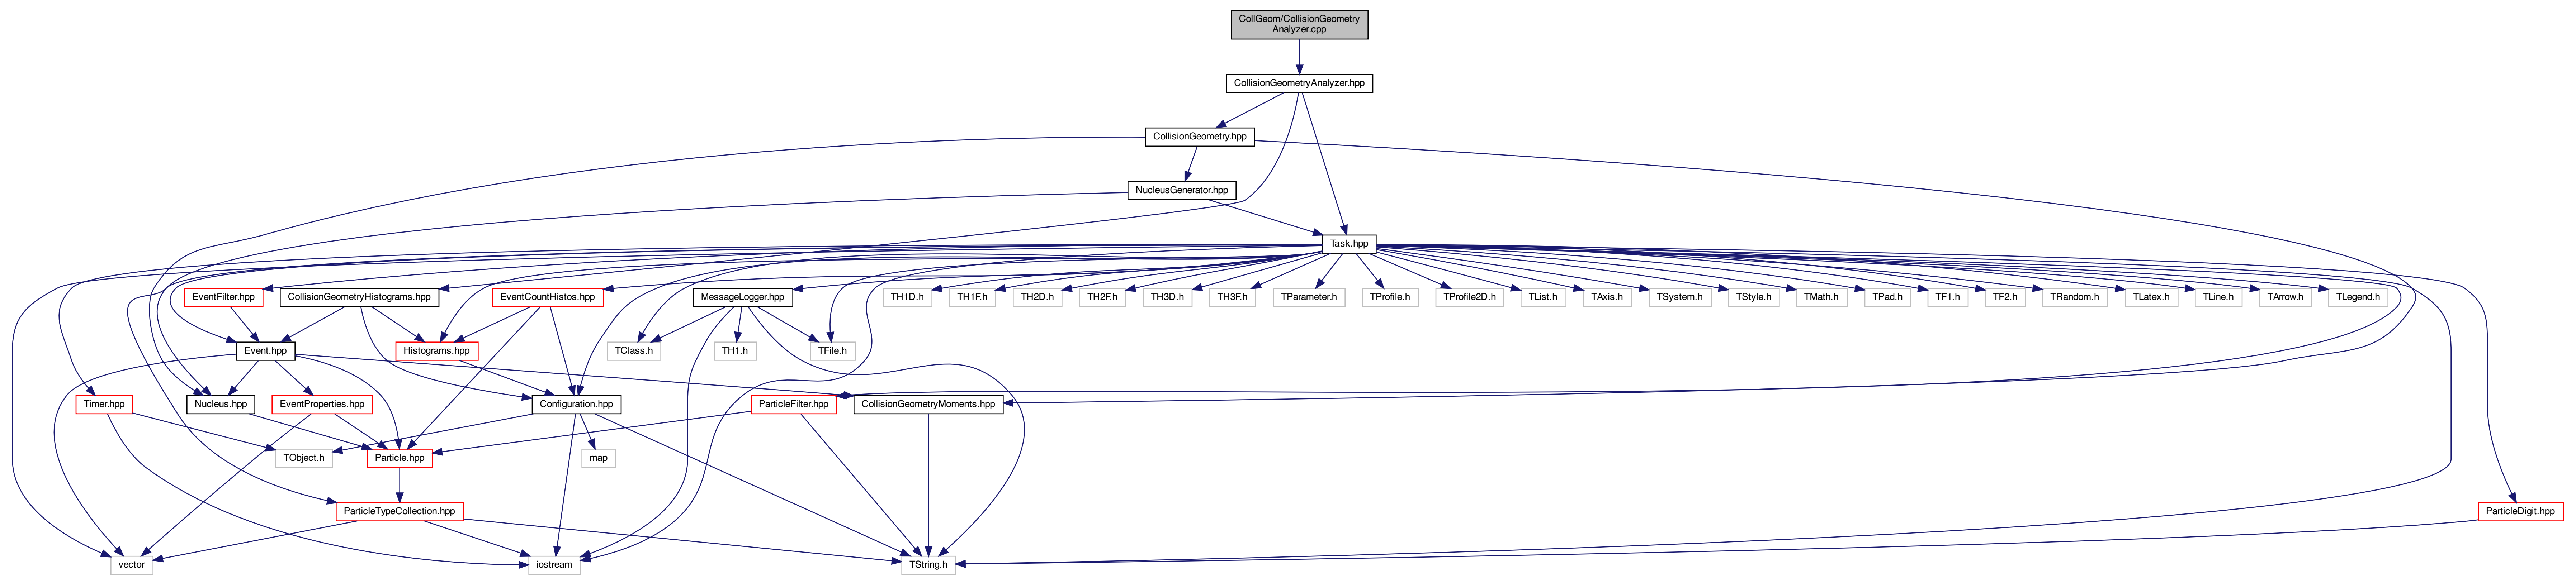 CollGeom/CollisionGeometry
Analyzer.cpp
CollisionGeometryAnalyzer.hpp
CollisionGeometry.hpp
NucleusGenerator.hpp
Task.hpp
EventFilter.hpp
CollisionGeometryHistograms.hpp
EventCountHistos.hpp
MessageLogger.hpp
TH1D.h
TH1F.h
TH2D.h
TH2F.h
TH3D.h
TH3F.h
TParameter.h
TProfile.h
TProfile2D.h
TList.h
TAxis.h
TSystem.h
TStyle.h
TMath.h
TPad.h
TF1.h
TF2.h
TRandom.h
TLatex.h
TLine.h
TArrow.h
TLegend.h
Event.hpp
Histograms.hpp
TClass.h
TH1.h
TFile.h
Timer.hpp
Nucleus.hpp
EventProperties.hpp
Configuration.hpp
ParticleFilter.hpp
CollisionGeometryMoments.hpp
TObject.h
Particle.hpp
map
ParticleTypeCollection.hpp
ParticleDigit.hpp
vector
iostream
TString.h